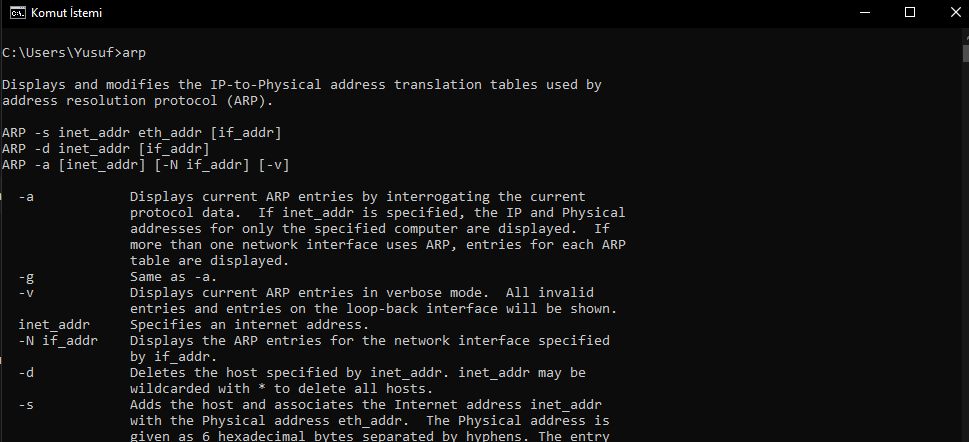 Komut İstemi
C:\Users\Yusuf>arp
Displays and modifies the IP-to-Physical address translation tables used by
address resolution protocol (ARP).
ARP -s inet_addr eth_addr [if_addr]
ARP -d inet_addr [if_addr]
ARP -a [inet_addr] [-N if_addr] [-v]
-a Displays current ARP entries by interrogating the current
protocol data. If inet_addr is specified, the IP and Physical
addresses for only the specified computer are displayed. If
more than one network interface uses ARP, entries for each ARP
table are displayed.
-g Same as -a.
-v Displays current ARP entries in verbose mode. All invalid
entries and entries on the loop-back interface will be shown.
inet_addr Specifies an internet address.
-N if_addr Displays the ARP entries for the network interface specified
by if_addr.
-d Deletes the host specified by inet_addr. inet_addr may be
wildcarded with * to delete all hosts.
-s Adds the host and associates the Internet address inet_addr
with the Physical address eth_addr. The Physical address is
given as 6 hexadecimal bytes separated by hyphens. The entry